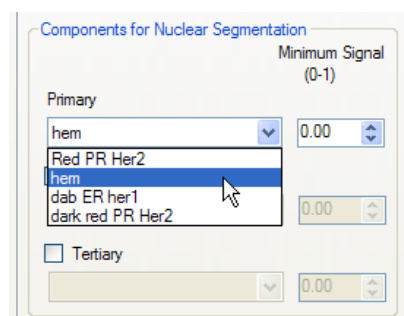 Components for Nuclear Segmentation
Minimum Signal
(0-1)
Primary
hem 0.00
Red PR Her2
hem
dab ER her1
dark red PR Her2
0.00
Tertiary
0.00